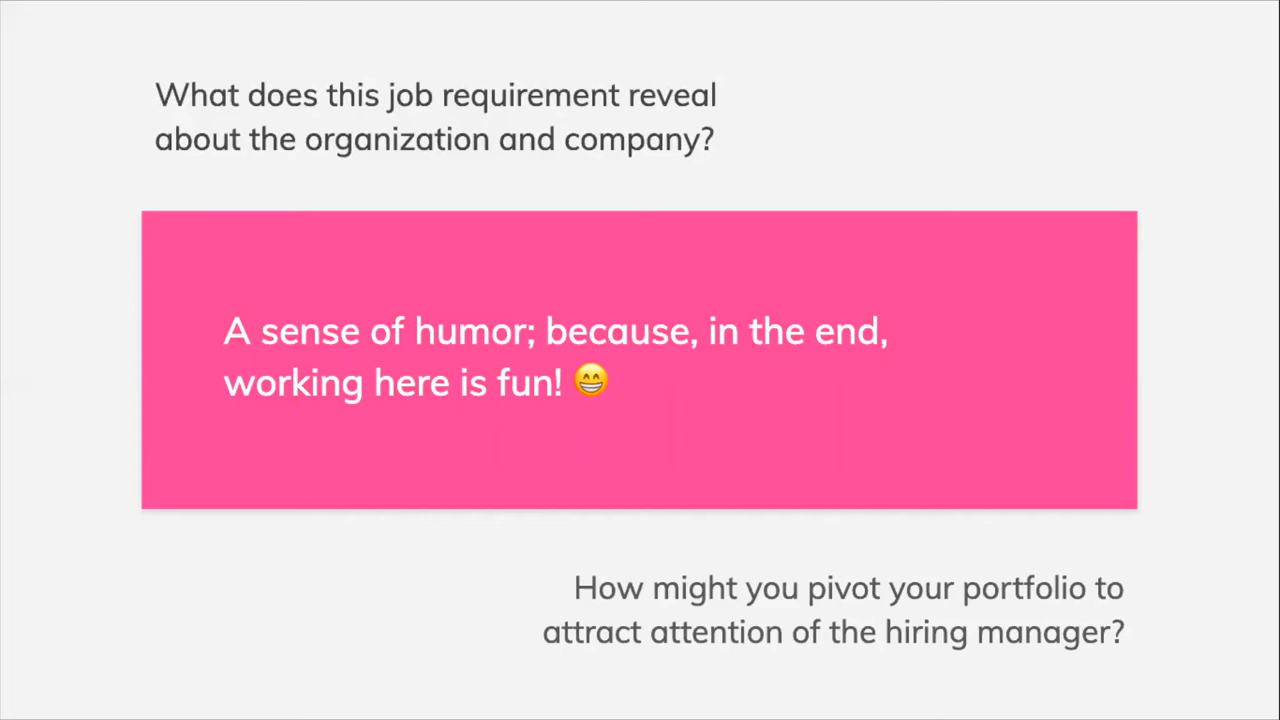 What does this job requirement reveal
about the organization and company?
A sense of humor; because, in the end,
working here is fun! 😁
How might you pivot your portfolio to
attract attention of the hiring manager?